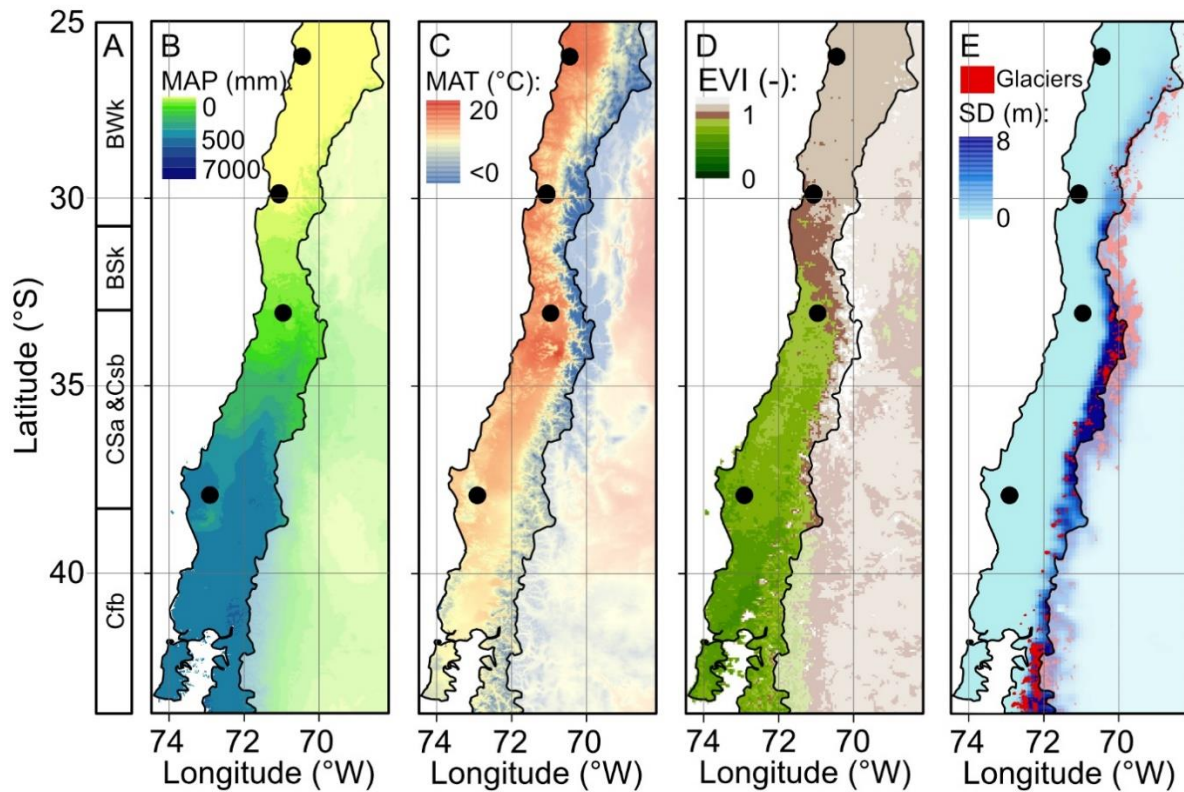 25
30
35
40
Latitude (°S)
A
BWk
BSk
CSa &Csb
Cfb
B
MAP (mm):
0
500
7000
74 72 70
Longitude (°W)
C
MAT (°C):
20
<0
74 72 70
Longitude (°W)
D
EVI (-):
1
0
74 72 70
Longitude (°W)
E
Glaciers
SD (m):
8
0
74 72 70
Longitude (°W)